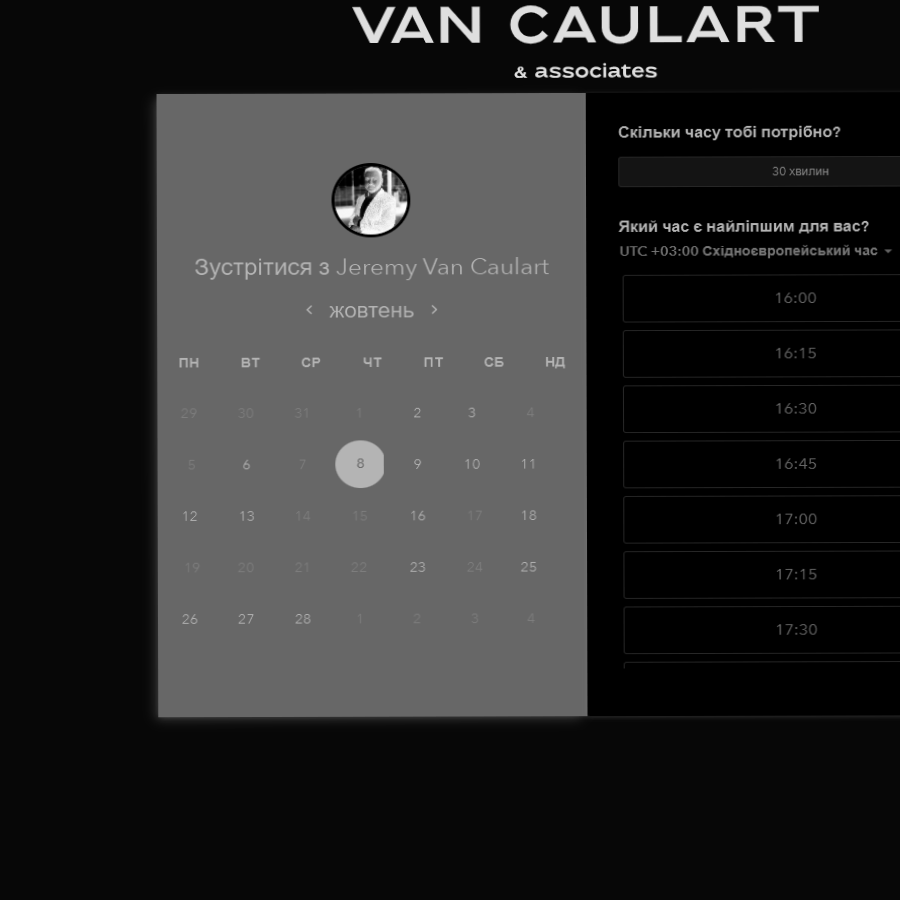 VAN CAULART
& associates
Зустрітися з Jeremy Van Caulart
жовтень
ПН ВТ СР ЧТ ПТ СБ НД
29 30 31 1 2 3 4
5 6 7 8 9 10 11
12 13 14 15 16 17 18
19 20 21 22 23 24 25
26 27 28 1 2 3 4
Скільки часу тобі потрібно?
30 хвилин
Який час є найліпшим для вас?
UTC +03:00 Східноєвропейський час
16:00
16:15
16:30
16:45
17:00
17:15
17:30